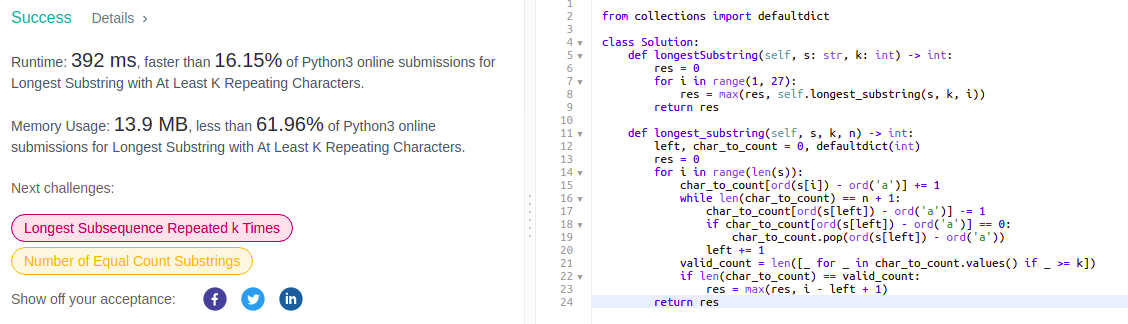 Success Details ›
Runtime: 392 ms, faster than 16.15% of Python3 online submissions for
Longest Substring with At Least K Repeating Characters.
Memory Usage: 13.9 MB, less than 61.96% of Python3 online
submissions for Longest Substring with At Least K Repeating Characters.
Next challenges:
Longest Subsequence Repeated k Times
Number of Equal Count Substrings
Show off your acceptance:
1
2 from collections import defaultdict
3
4 class Solution:
5     def longestSubstring(self, s: str, k: int) -> int:
6         res = 0
7         for i in range(1, 27):
8             res = max(res, self.longest_substring(s, k, i))
9         return res
10
11     def longest_substring(self, s, k, n) -> int:
12         left, char_to_count = 0, defaultdict(int)
13         res = 0
14         for i in range(len(s)):
15             char_to_count[ord(s[i]) - ord('a')] += 1
16             while len(char_to_count) == n + 1:
17                 char_to_count[ord(s[left]) - ord('a')] -= 1
18                 if char_to_count[ord(s[left]) - ord('a')] == 0:
19                     char_to_count.pop(ord(s[left]) - ord('a'))
20                 left += 1
21             valid_count = len([_ for _ in char_to_count.values() if _ >= k])
22             if len(char_to_count) == valid_count:
23                 res = max(res, i - left + 1)
24         return res